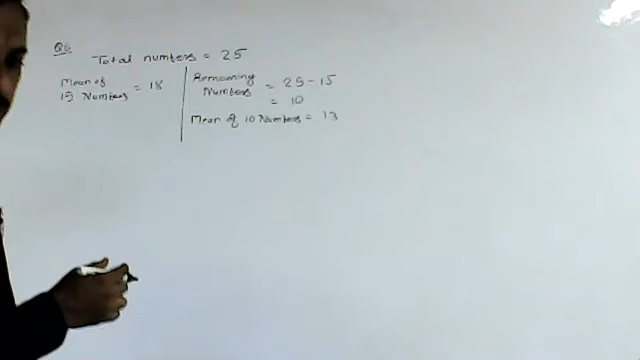 Q6
Total numbers = 25
Mean of
15 Numbers = 18
Remaining
Numbers = 25 - 15
= 10
Mean of 10 Numbers = 13